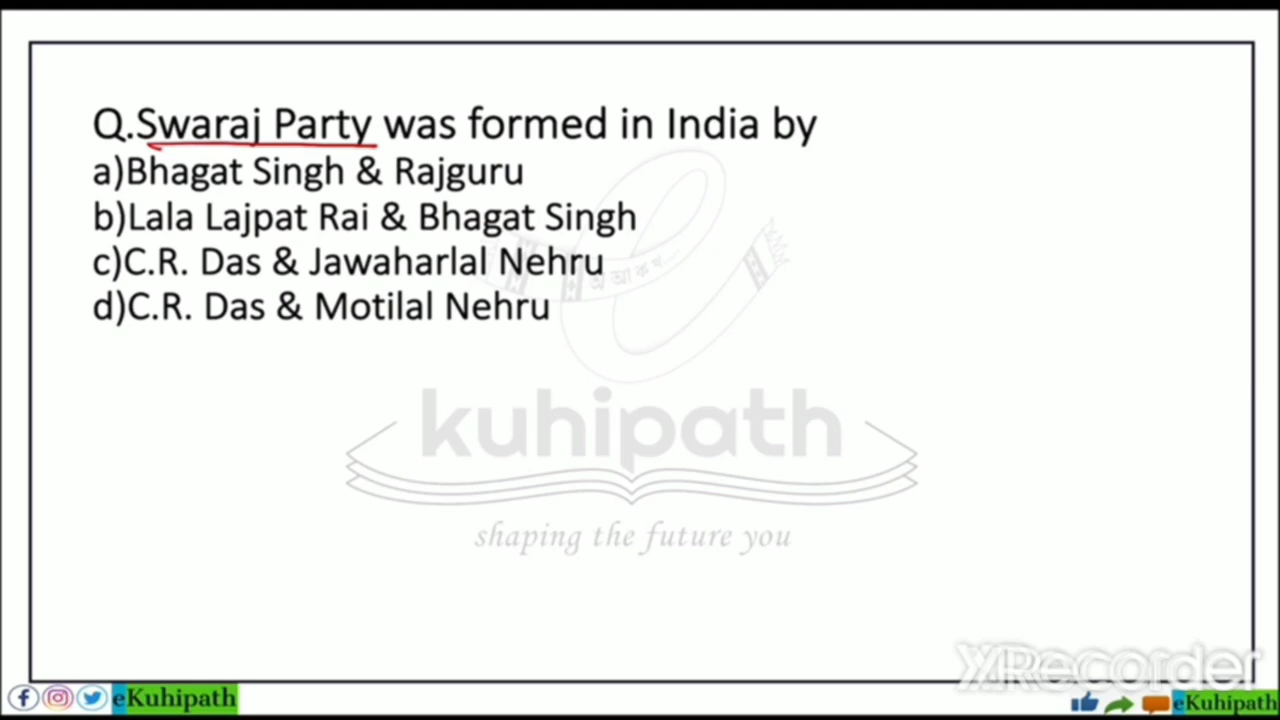 Q.Swaraj Party was formed in India by
a)Bhagat Singh & Rajguru
b)Lala Lajpat Rai & Bhagat Singh
c)C.R. Das & Jawaharlal Nehru
d)C.R. Das & Motilal Nehru
kuhipath
shaping the future you
XRecorder
eKuhipath
eKuhipath